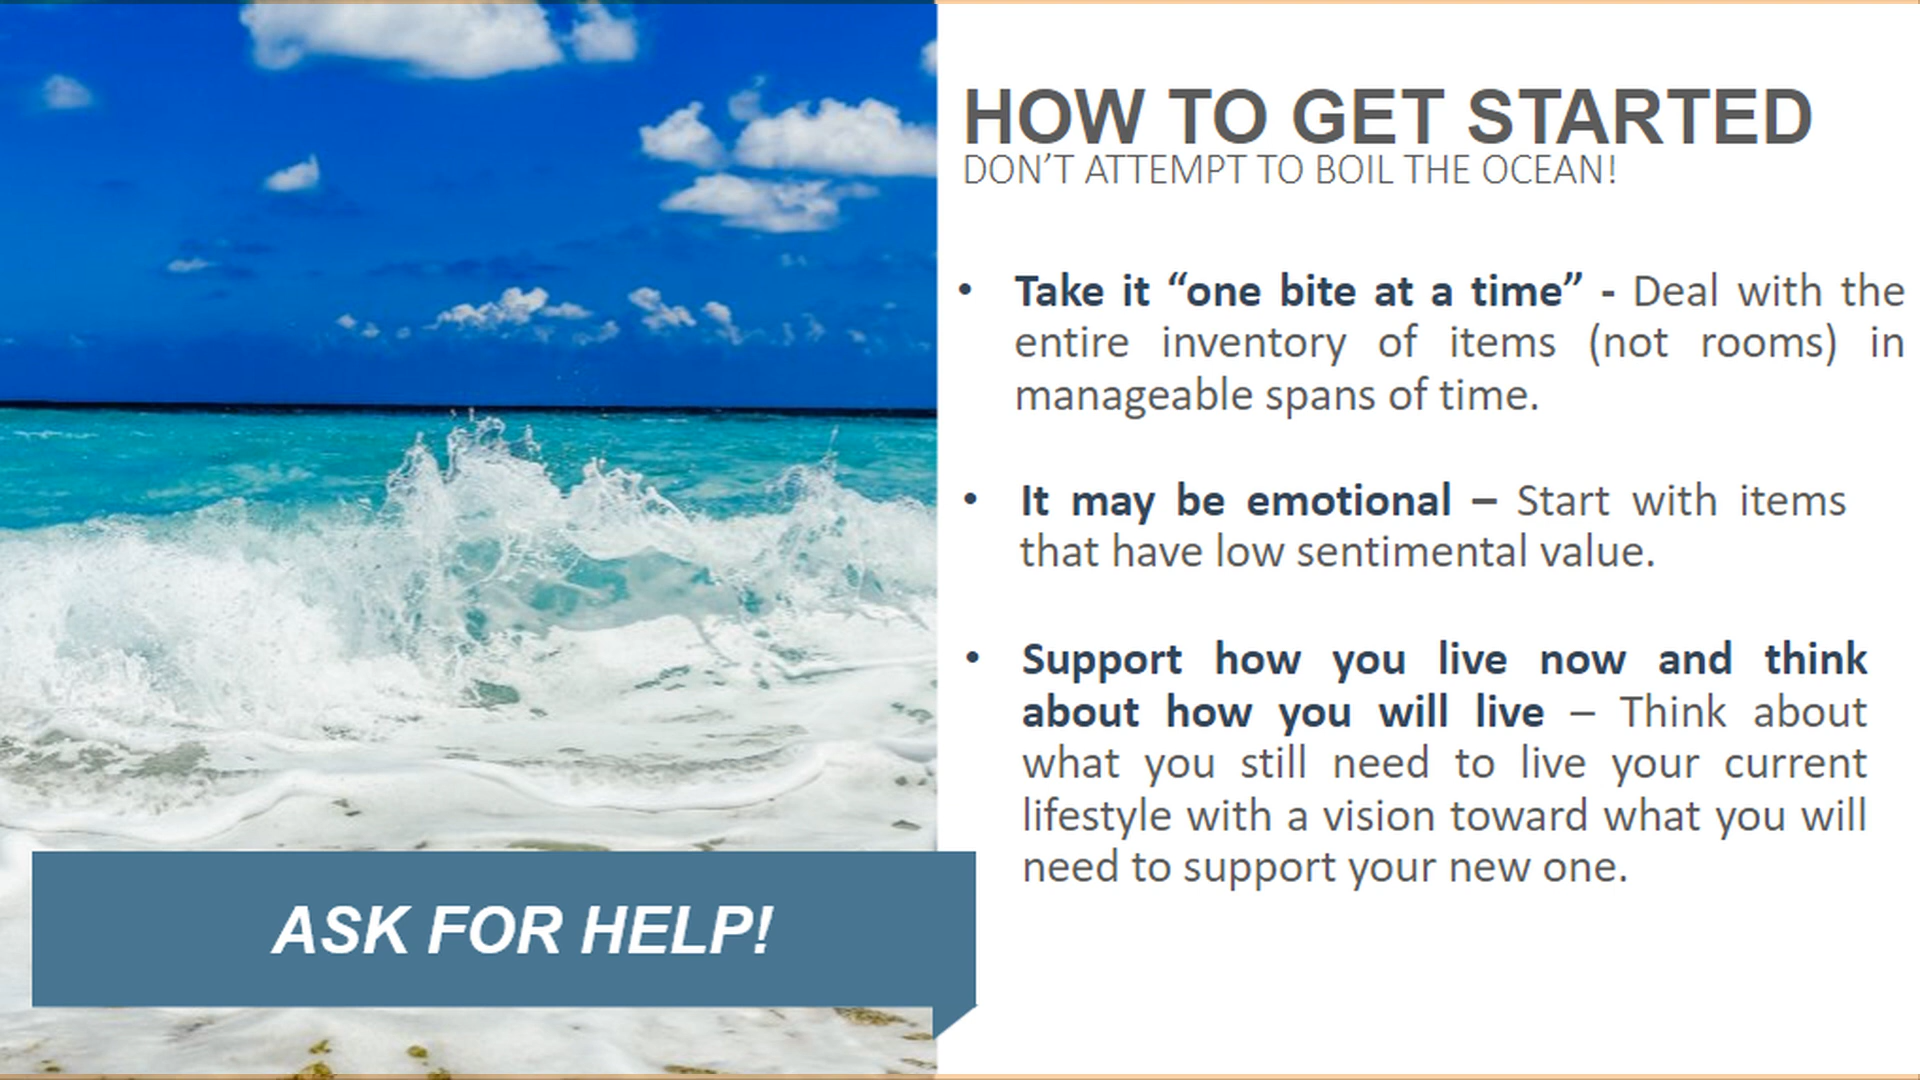 HOW TO GET STARTED
DON’T ATTEMPT TO BOIL THE OCEAN!
• Take it “one bite at a time” - Deal with the
entire inventory of items (not rooms) in
manageable spans of time.
• It may be emotional – Start with items
that have low sentimental value.
• Support how you live now and think
about how you will live – Think about
what you still need to live your current
lifestyle with a vision toward what you will
need to support your new one.
ASK FOR HELP!